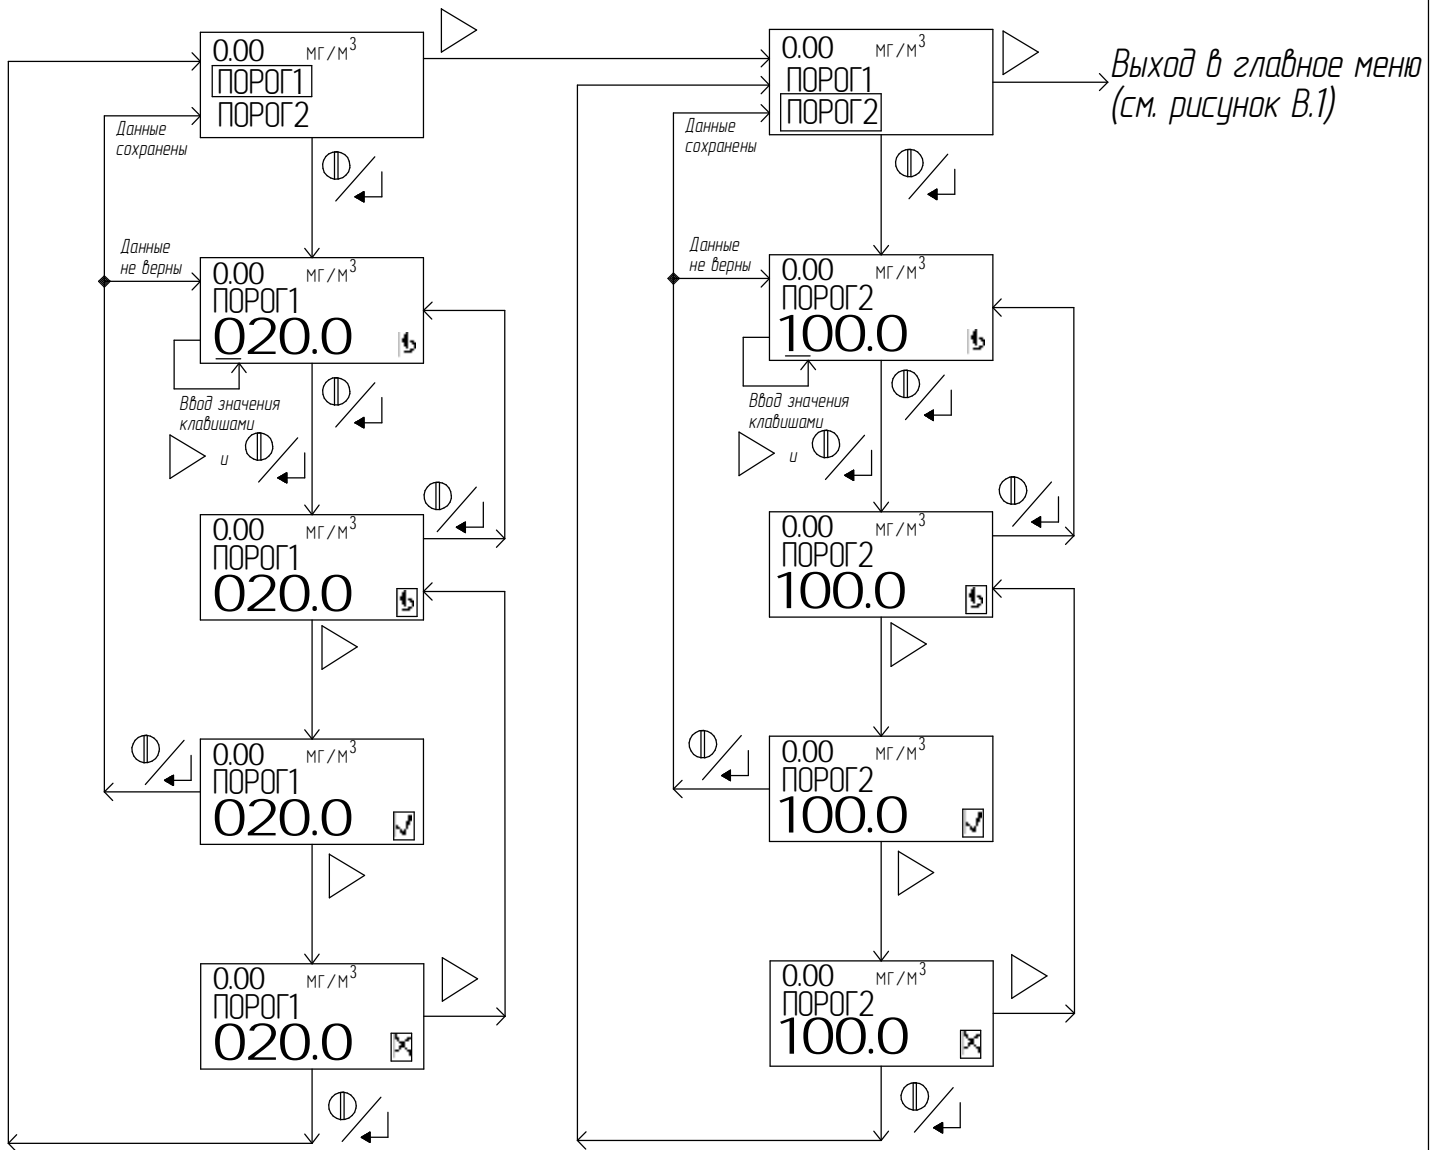 0.00 МГ/М³
ПОРОГ1
ПОРОГ2
Данные
сохранены
Данные
не верны
0.00 МГ/М³
ПОРОГ1
020.0
Ввод значения
клавишами
и
0.00 МГ/М³
ПОРОГ1
020.0
0.00 МГ/М³
ПОРОГ1
020.0
0.00 МГ/М³
ПОРОГ1
020.0
0.00 МГ/М³
ПОРОГ1
ПОРОГ2
Выход в главное меню
(см. рисунок В.1)
Данные
сохранены
Данные
не верны
0.00 МГ/М³
ПОРОГ2
100.0
Ввод значения
клавишами
и
0.00 МГ/М³
ПОРОГ2
100.0
0.00 МГ/М³
ПОРОГ2
100.0
0.00 МГ/М³
ПОРОГ2
100.0